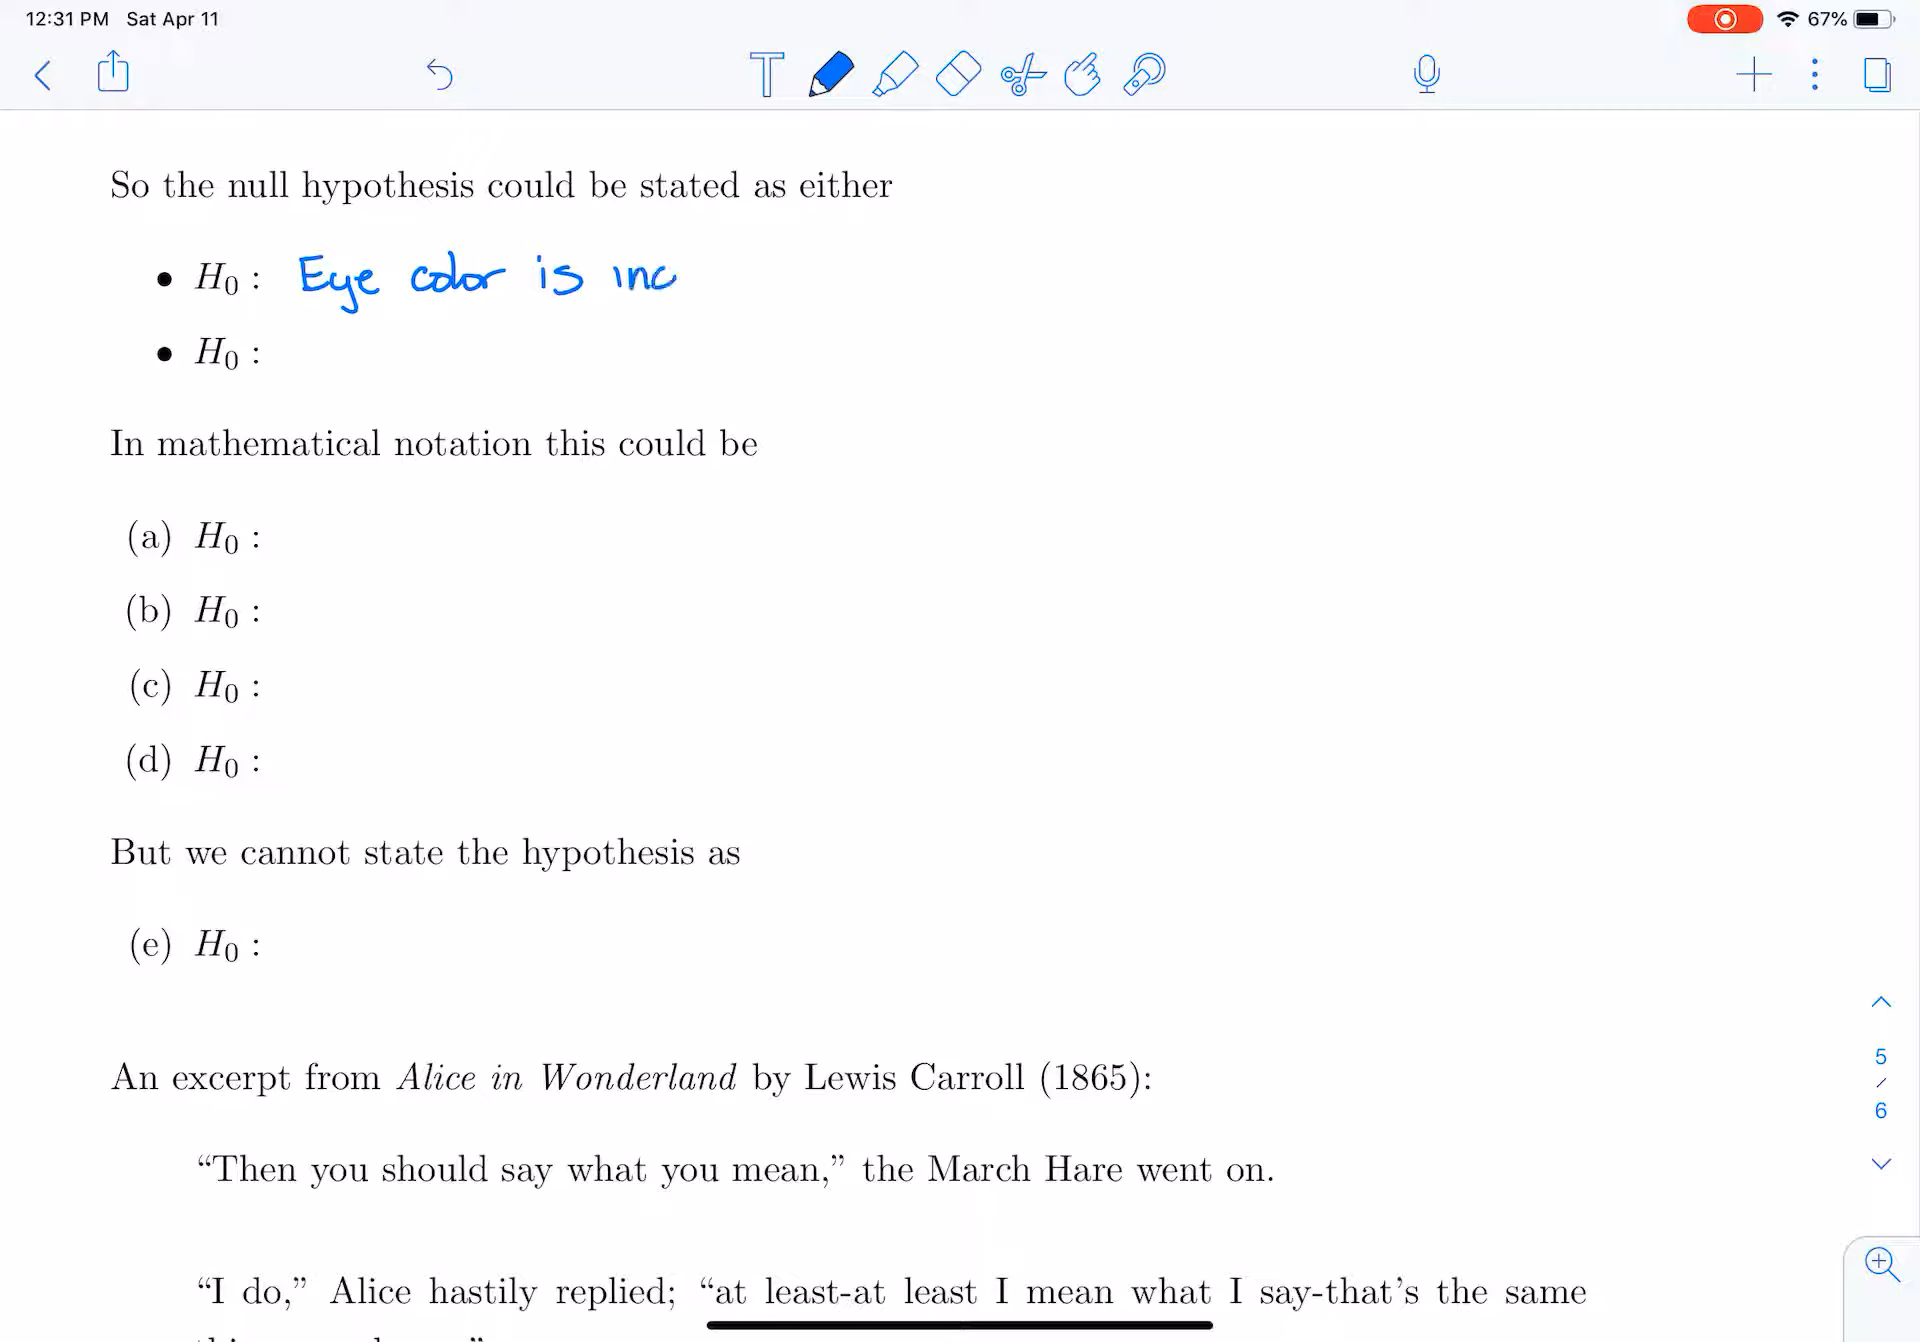 12:31 PM Sat Apr 11 67%
So the null hypothesis could be stated as either
• H₀ : Eye color is inc
• H₀ :
In mathematical notation this could be
(a) H₀ :
(b) H₀ :
(c) H₀ :
(d) H₀ :
But we cannot state the hypothesis as
(e) H₀ :
An excerpt from Alice in Wonderland by Lewis Carroll (1865):
“Then you should say what you mean,” the March Hare went on.
“I do,” Alice hastily replied; “at least-at least I mean what I say-that’s the same
5
/
6